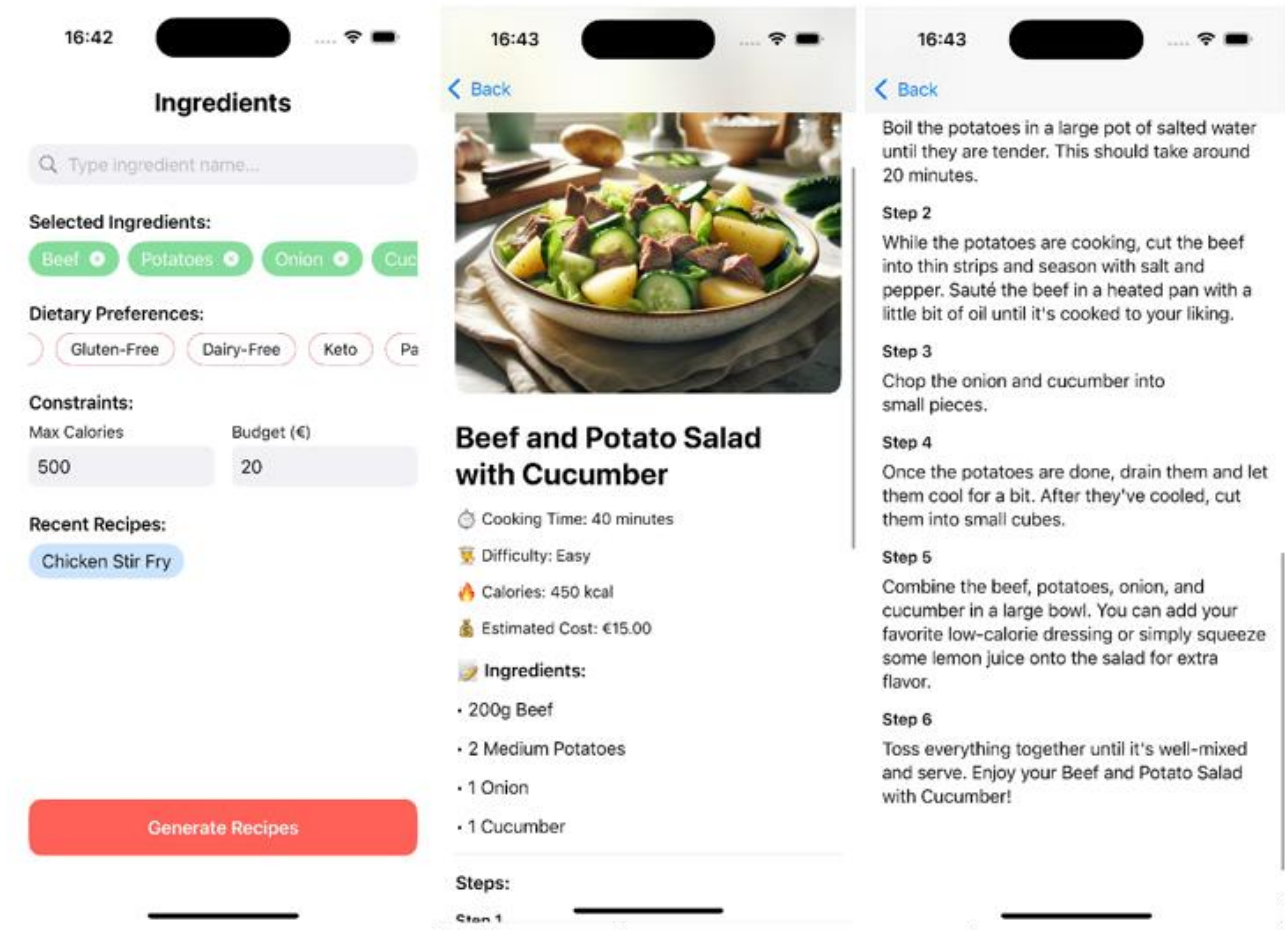 16:42
Ingredients
Type ingredient name...
Selected Ingredients:
Beef
Potatoes
Onion
Cuc
Dietary Preferences:
Gluten-Free
Dairy-Free
Keto
Pa
Constraints:
Max Calories
Budget (€)
500
20
Recent Recipes:
Chicken Stir Fry
Generate Recipes
16:43
Back
Beef and Potato Salad
with Cucumber
Cooking Time: 40 minutes
Difficulty: Easy
Calories: 450 kcal
Estimated Cost: €15.00
Ingredients:
• 200g Beef
• 2 Medium Potatoes
• 1 Onion
• 1 Cucumber
Steps:
Step 1
16:43
Back
Boil the potatoes in a large pot of salted water
until they are tender. This should take around
20 minutes.
Step 2
While the potatoes are cooking, cut the beef
into thin strips and season with salt and
pepper. Sauté the beef in a heated pan with a
little bit of oil until it's cooked to your liking.
Step 3
Chop the onion and cucumber into
small pieces.
Step 4
Once the potatoes are done, drain them and let
them cool for a bit. After they've cooled, cut
them into small cubes.
Step 5
Combine the beef, potatoes, onion, and
cucumber in a large bowl. You can add your
favorite low-calorie dressing or simply squeeze
some lemon juice onto the salad for extra
flavor.
Step 6
Toss everything together until it's well-mixed
and serve. Enjoy your Beef and Potato Salad
with Cucumber!